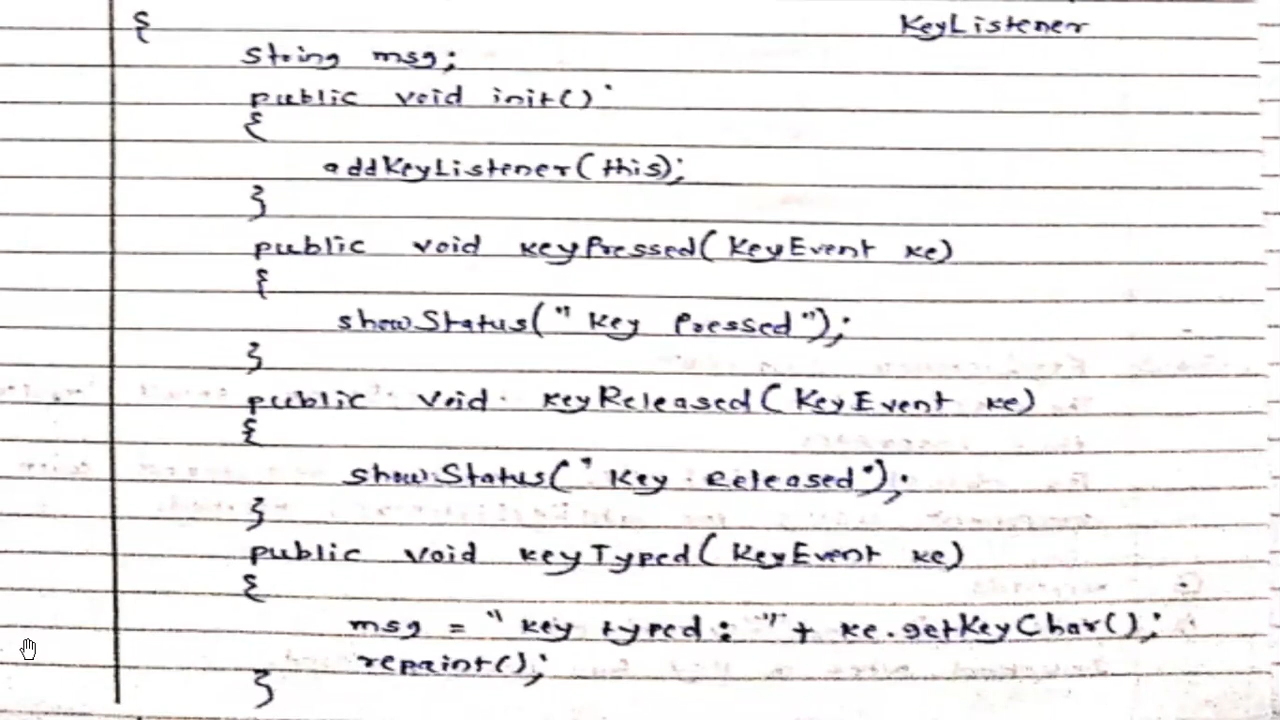 { KeyListener
String msg;
public void init()
{
addKeyListener(this);
}
public void keyPressed(KeyEvent ke)
{
showStatus(" Key Pressed");
}
public void keyReleased(KeyEvent ke)
{
showStatus(" Key Released");
}
public void keyTyped(KeyEvent ke)
{
msg = " Key typed : "+ ke.getKeyChar();
repaint();
}